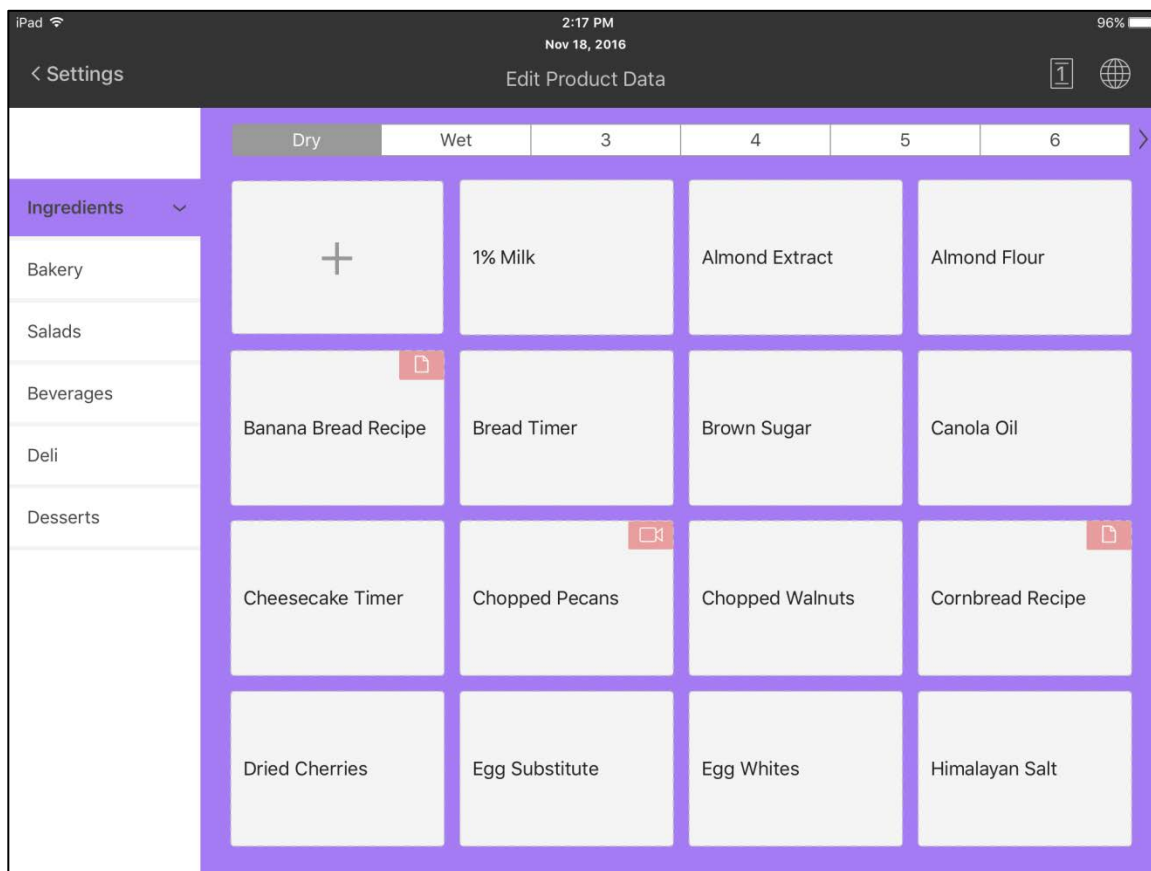 iPad 2:17 PM 96%
Nov 18, 2016
< Settings Edit Product Data 1
Dry Wet 3 4 5 6 >
Ingredients
Bakery
Salads
Beverages
Deli
Desserts
+ 1% Milk Almond Extract Almond Flour
Banana Bread Recipe Bread Timer Brown Sugar Canola Oil
Cheesecake Timer Chopped Pecans Chopped Walnuts Cornbread Recipe
Dried Cherries Egg Substitute Egg Whites Himalayan Salt